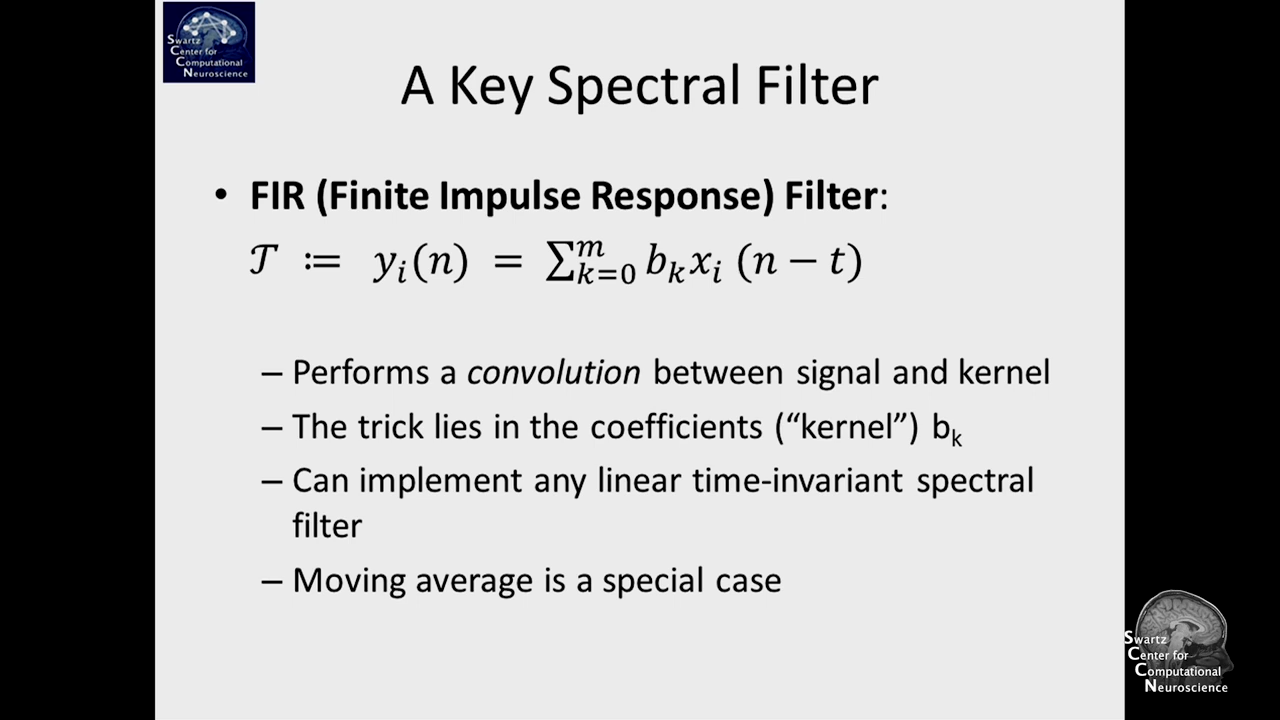 Swartz
Center for
Computational
Neuroscience
A Key Spectral Filter
• FIR (Finite Impulse Response) Filter:
𝒯 := yᵢ(n) = ∑ᵐₖ₌₀ bₖxᵢ (n − t)
– Performs a convolution between signal and kernel
– The trick lies in the coefficients (“kernel”) bₖ
– Can implement any linear time-invariant spectral
filter
– Moving average is a special case
Swartz
Center for
Computational
Neuroscience